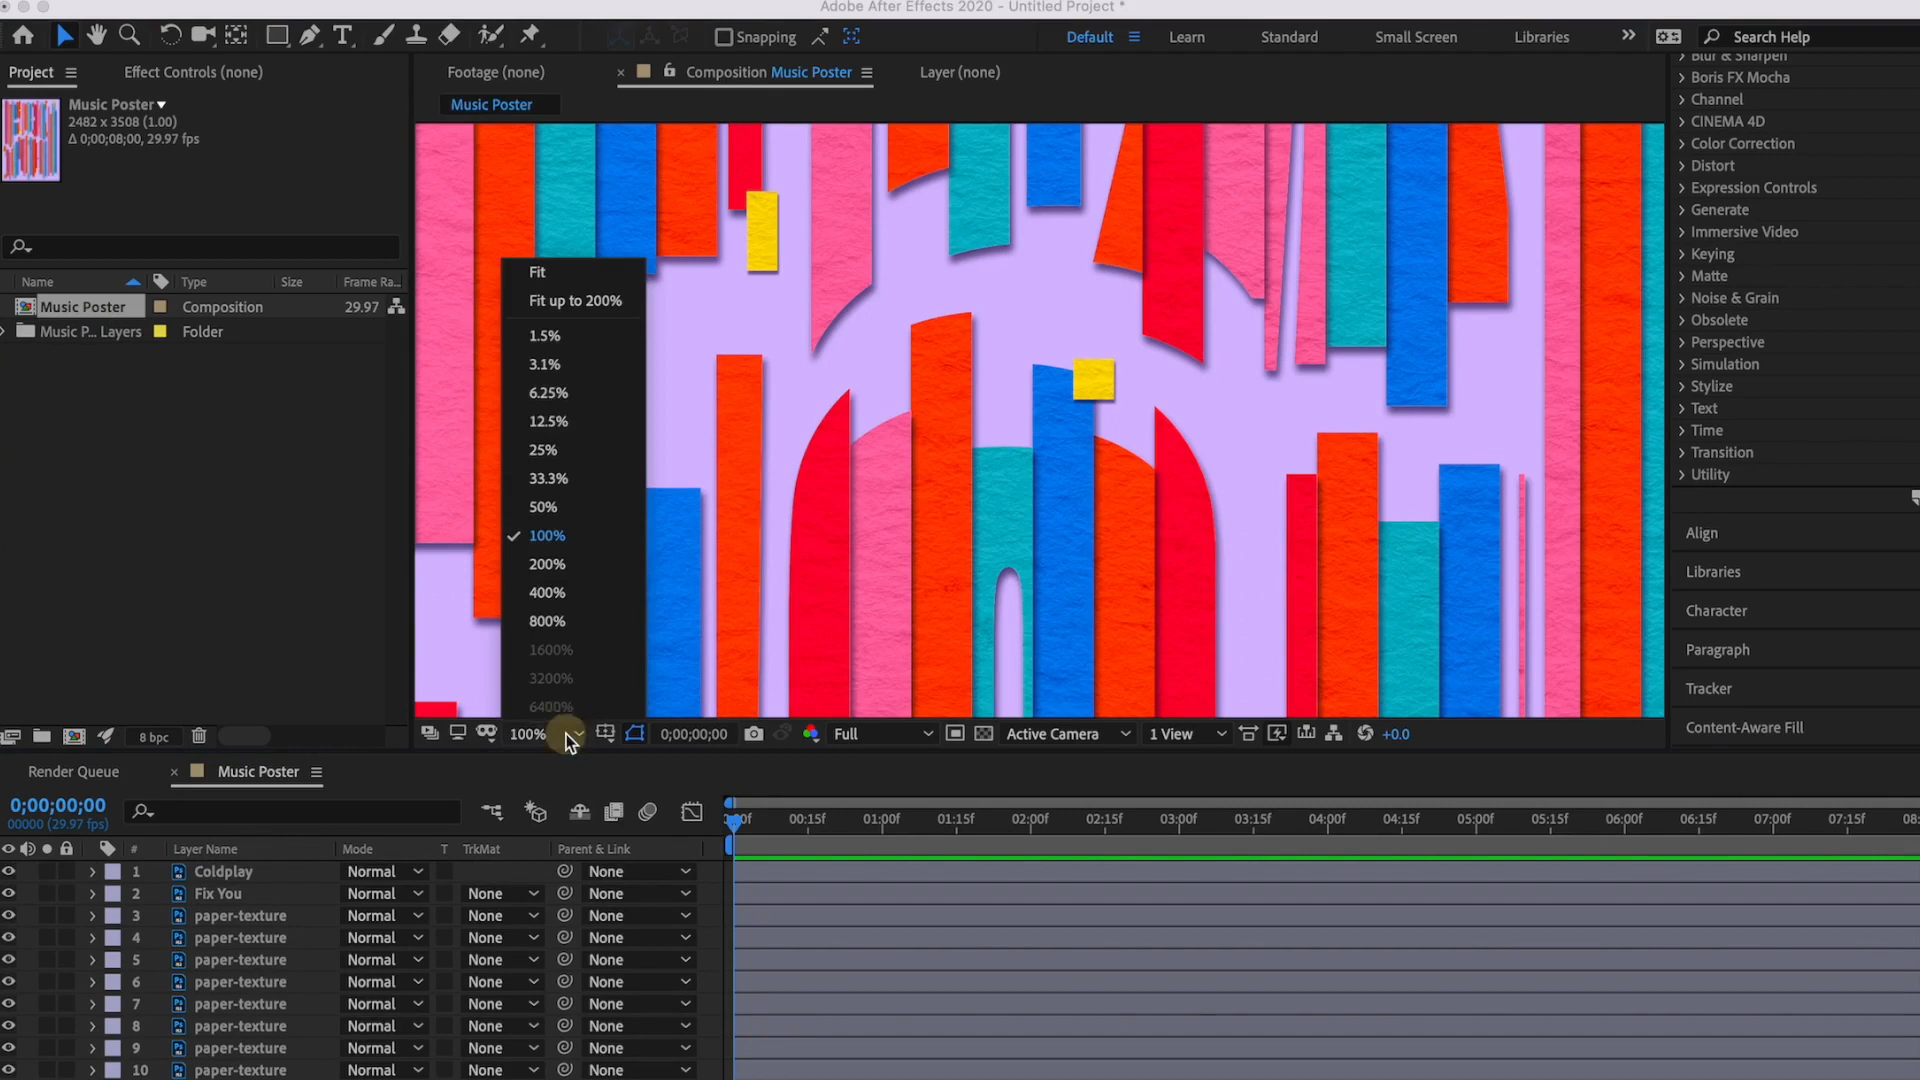 Adobe After Effects 2020 - Untitled Project *
Snapping
Default
Learn
Standard
Small Screen
Libraries
Search Help
Project
Effect Controls (none)
Footage (none)
Composition Music Poster
Layer (none)
Music Poster
2482 x 3508 (1.00)
Δ 0;00;08;00, 29.97 fps
Music Poster
Name
Type
Size
Frame Ra...
Music Poster
Composition
29.97
Music P... Layers
Folder
8 bpc
Fit
Fit up to 200%
1.5%
3.1%
6.25%
12.5%
25%
33.3%
50%
100%
200%
400%
800%
1600%
3200%
6400%
100%
0;00;00;00
Full
Active Camera
1 View
+0.0
Blur & Sharpen
Boris FX Mocha
Channel
CINEMA 4D
Color Correction
Distort
Expression Controls
Generate
Immersive Video
Keying
Matte
Noise & Grain
Obsolete
Perspective
Simulation
Stylize
Text
Time
Transition
Utility
Align
Libraries
Character
Paragraph
Tracker
Content-Aware Fill
Render Queue
Music Poster
0;00;00;00
00000 (29.97 fps)
00:15f
01:00f
01:15f
02:00f
02:15f
03:00f
03:15f
04:00f
04:15f
05:00f
05:15f
06:00f
06:15f
07:00f
07:15f
# Layer Name Mode T TrkMat Parent & Link
1 Coldplay Normal None
2 Fix You Normal None None
3 paper-texture Normal None None
4 paper-texture Normal None None
5 paper-texture Normal None None
6 paper-texture Normal None None
7 paper-texture Normal None None
8 paper-texture Normal None None
9 paper-texture Normal None None
10 paper-texture Normal None None